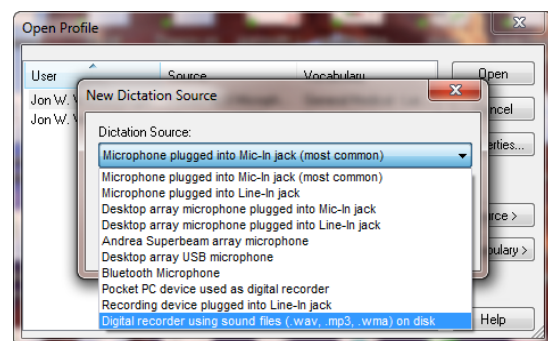 Open Profile
User Source Vocabulary Open
New Dictation Source
Jon W.
Jon W.
Dictation Source:
Microphone plugged into Mic-In jack (most common)
Microphone plugged into Mic-In jack (most common)
Microphone plugged into Line-In jack
Desktop array microphone plugged into Mic-In jack
Desktop array microphone plugged into Line-In jack
Andrea Superbeam array microphone
Desktop array USB microphone
Bluetooth Microphone
Pocket PC device used as digital recorder
Recording device plugged into Line-In jack
Digital recorder using sound files (.wav, .mp3, .wma) on disk
Help